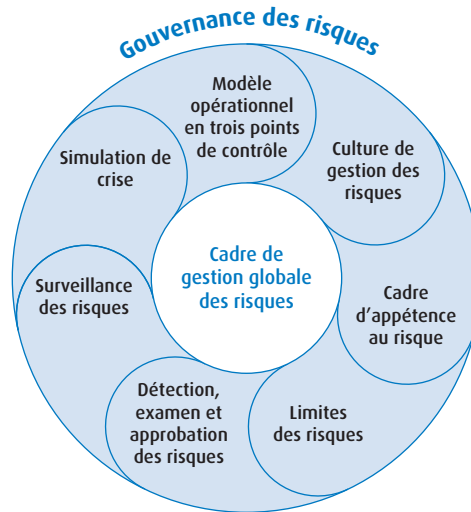 Gouvernance des risques
Modèle
opérationnel
en trois points
de contrôle
Culture de
gestion des
risques
Cadre
d'appétence
au risque
Limites
des risques
Détection,
examen et
approbation
des risques
Surveillance
des risques
Simulation de
crise
Cadre de
gestion globale
des risques